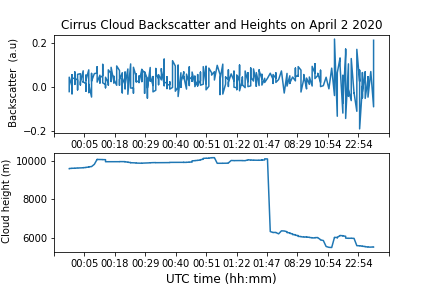 Cirrus Cloud Backscatter and Heights on April 2 2020
Backscatter (a.u)
0.2
0.0
−0.2
00:05 00:18 00:29 00:40 00:51 01:22 01:47 08:29 10:54 22:54
Cloud height (m)
10000
8000
6000
00:05 00:18 00:29 00:40 00:51 01:22 01:47 08:29 10:54 22:54
UTC time (hh:mm)